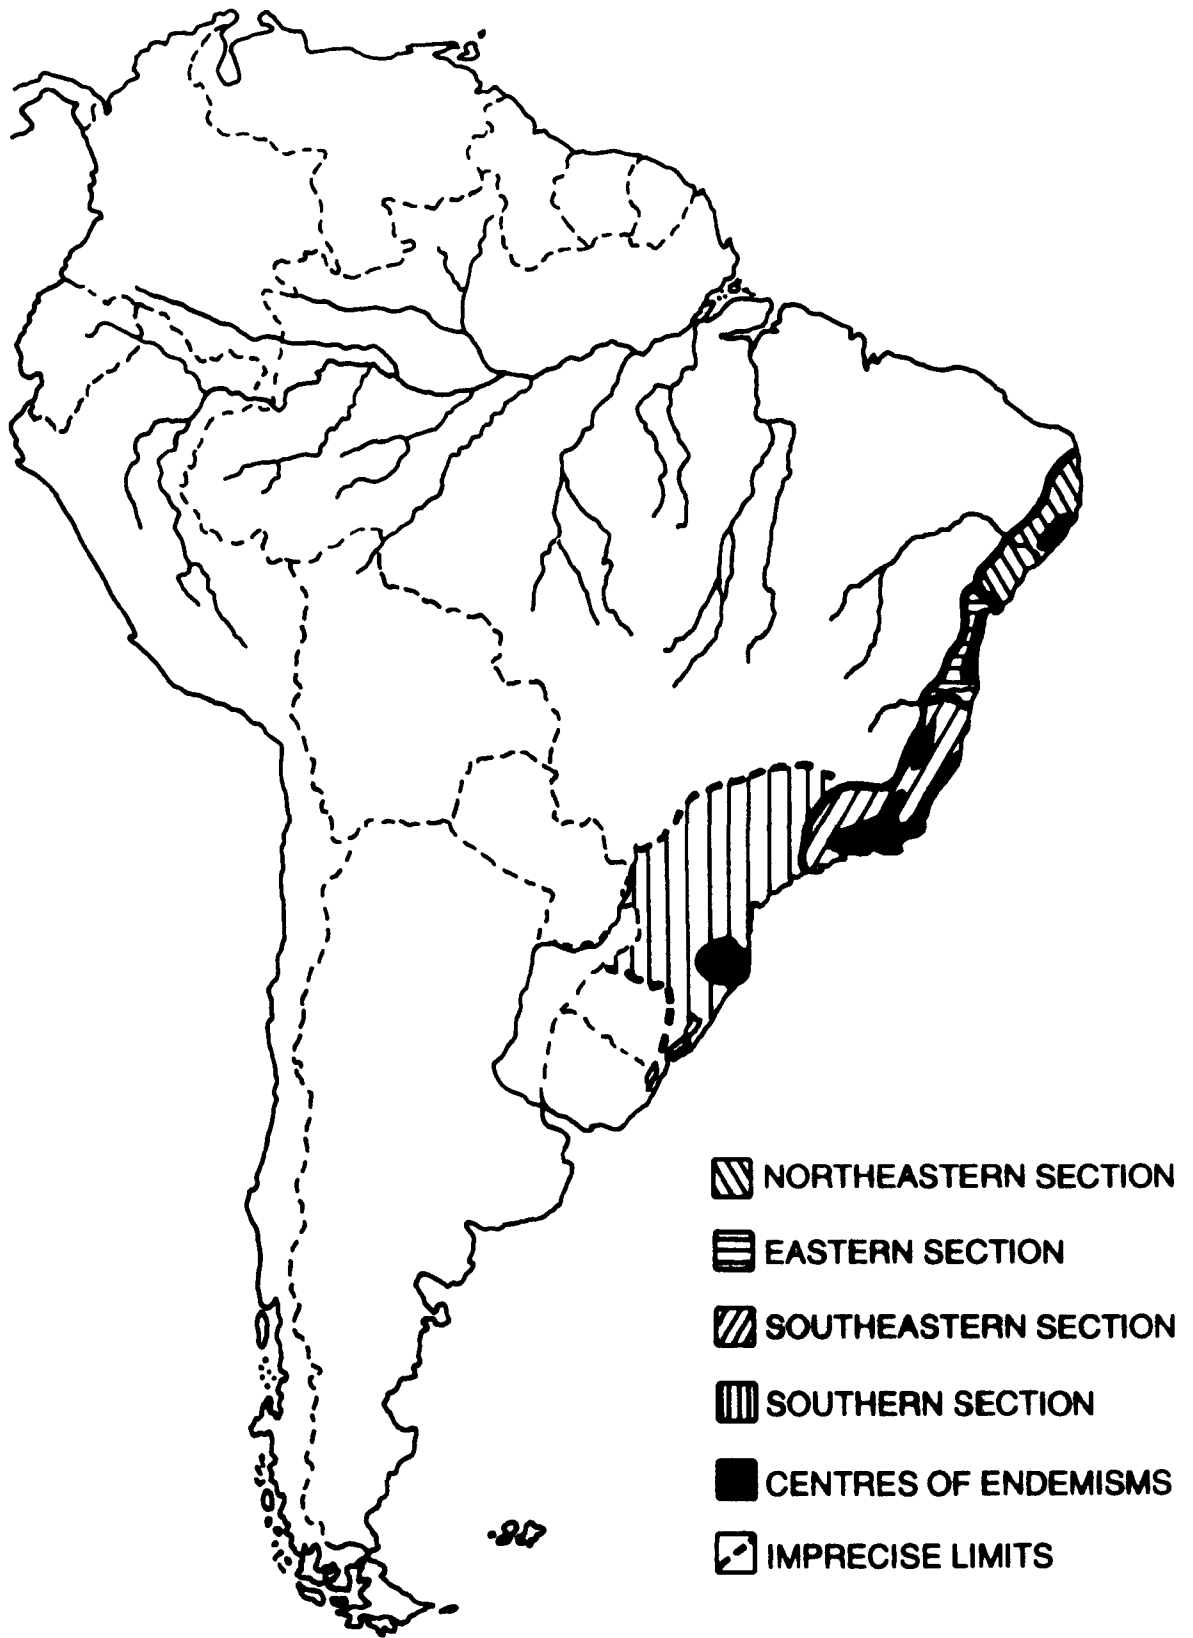 NORTHEASTERN SECTION
EASTERN SECTION
SOUTHEASTERN SECTION
SOUTHERN SECTION
CENTRES OF ENDEMISMS
IMPRECISE LIMITS